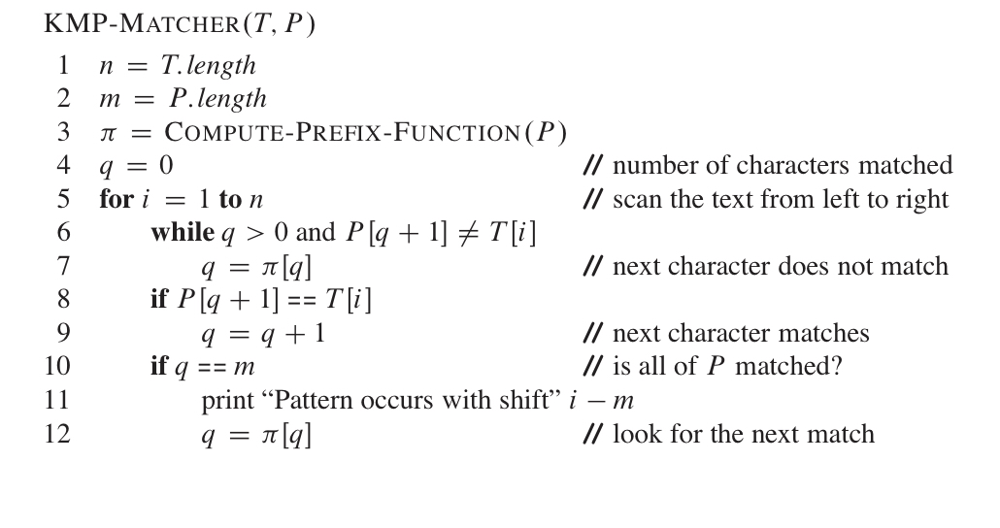 KMP-MATCHER(T, P)
1 n = T.length
2 m = P.length
3 π = COMPUTE-PREFIX-FUNCTION(P)
4 q = 0 // number of characters matched
5 for i = 1 to n // scan the text from left to right
6 while q > 0 and P[q + 1] ≠ T[i]
7 q = π[q] // next character does not match
8 if P[q + 1] == T[i]
9 q = q + 1 // next character matches
10 if q == m // is all of P matched?
11 print “Pattern occurs with shift” i − m
12 q = π[q] // look for the next match